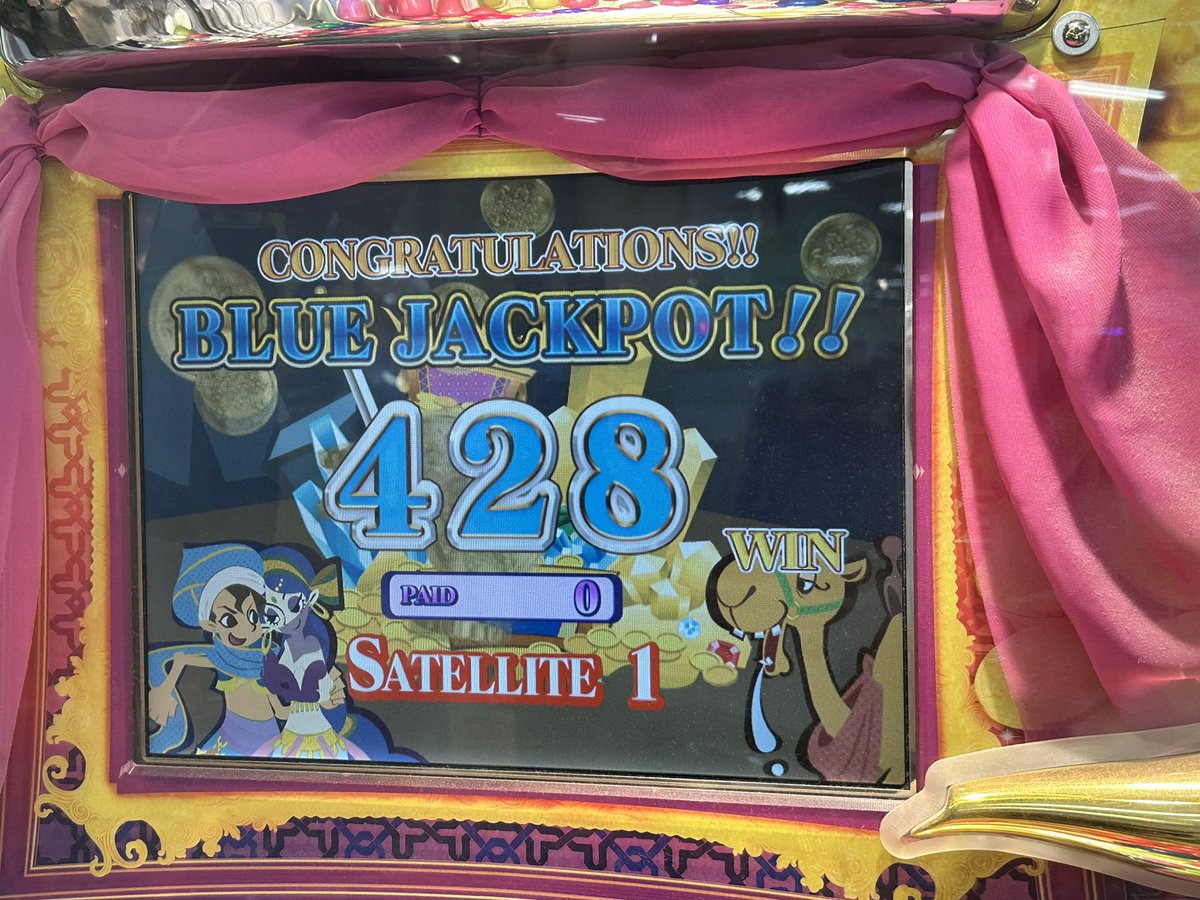 CONGRATULATIONS!!
BLUE JACKPOT!!
428
WIN
PAID 0
SATELLITE 1